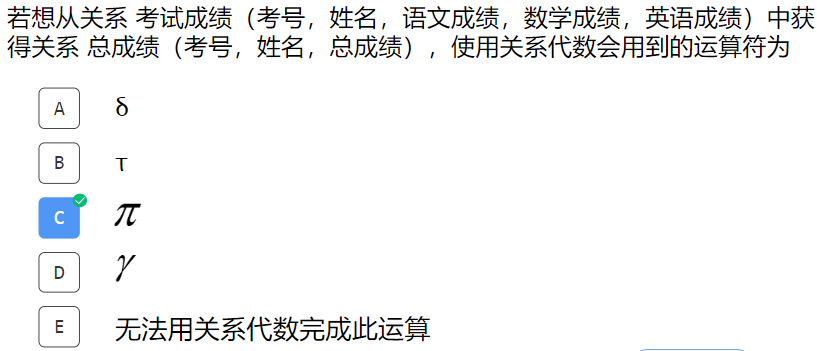 若想从关系 考试成绩（考号，姓名，语文成绩，数学成绩，英语成绩）中获
得关系 总成绩（考号，姓名，总成绩），使用关系代数会用到的运算符为
A δ
B τ
C π
D γ
E 无法用关系代数完成此运算